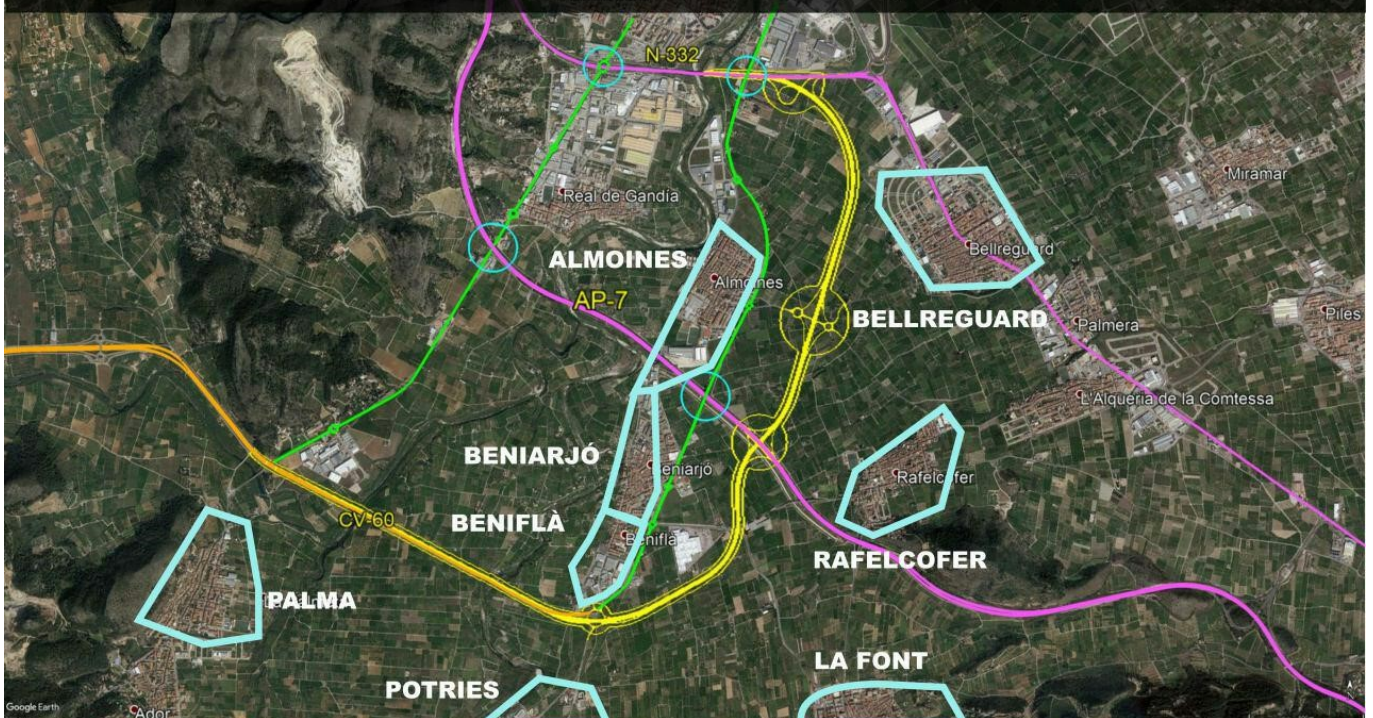 N-332
Miramar
Real de Gandía
Bellreguard
ALMOINES
Almoines
AP-7
BELLREGUARD
Piles
Palmera
L'Alqueria de la Comtessa
BENIARJÓ
Beniarjó
Rafelcofer
BENIFLÀ
CV-60
Beniflà
RAFELCOFER
PALMA
LA FONT
POTRIES
Google Earth
Ador